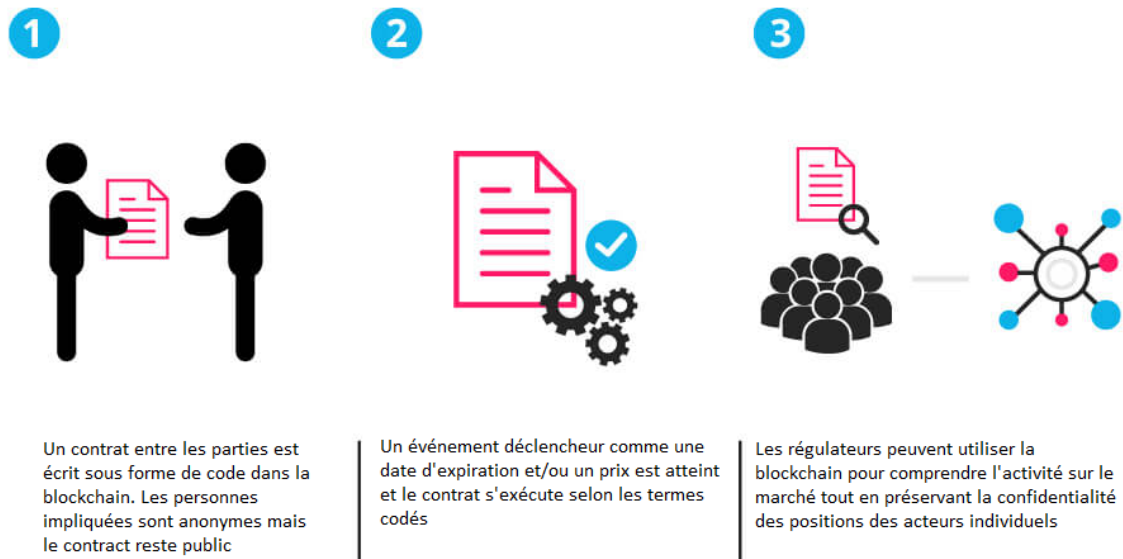 1
2
3
Un contrat entre les parties est
écrit sous forme de code dans la
blockchain. Les personnes
impliquées sont anonymes mais
le contract reste public
Un événement déclencheur comme une
date d'expiration et/ou un prix est atteint
et le contrat s'exécute selon les termes
codés
Les régulateurs peuvent utiliser la
blockchain pour comprendre l'activité sur le
marché tout en préservant la confidentialité
des positions des acteurs individuels